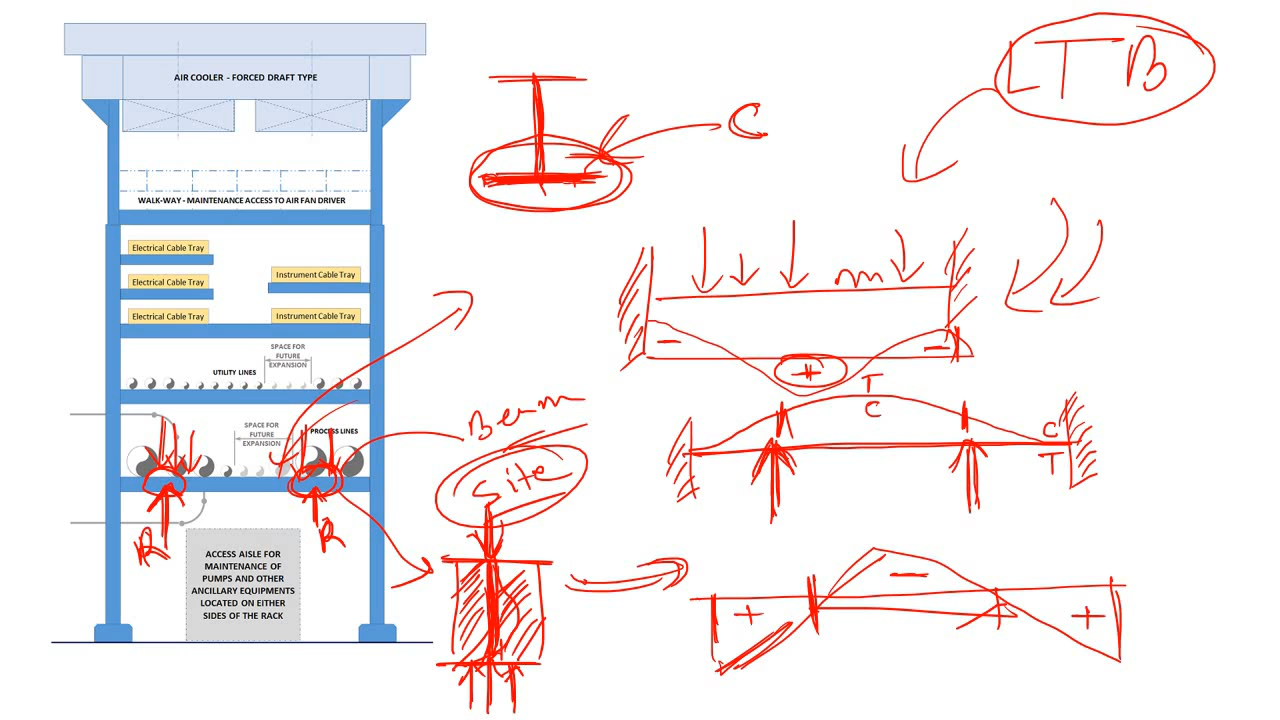 AIR COOLER - FORCED DRAFT TYPE
WALK-WAY - MAINTENANCE ACCESS TO AIR FAN DRIVER
Electrical Cable Tray
Instrument Cable Tray
Electrical Cable Tray
Instrument Cable Tray
Electrical Cable Tray
SPACE FOR
FUTURE
EXPANSION
UTILITY LINES
SPACE FOR
FUTURE
EXPANSION
PROCESS LINES
ACCESS AISLE FOR
MAINTENANCE OF
PUMPS AND OTHER
ANCILLARY EQUIPMENTS
LOCATED ON EITHER
SIDES OF THE RACK
R
R
Beam
Site
C
LTB
-
+
-
T
C
C
T
+
-
+